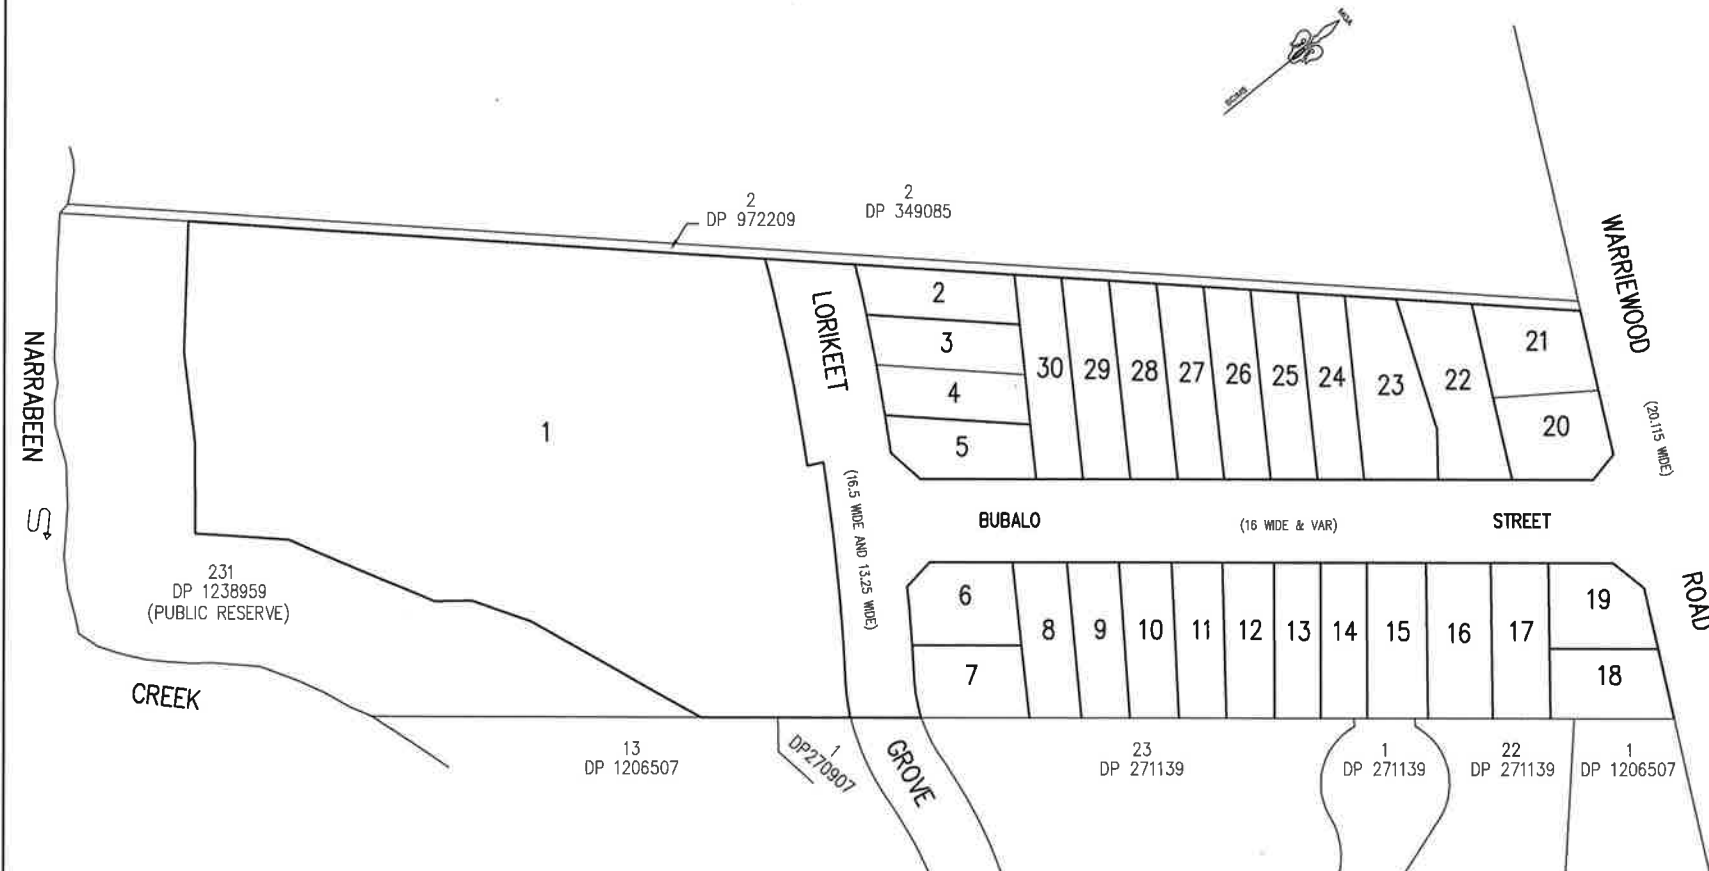 MGA
WARRIEWOOD
ROAD
(20.115 WIDE)
2
DP 972209
2
DP 349085
NARRABEEN
CREEK
LORIKEET
GROVE
(16.5 WIDE AND 13.25 WIDE)
1
2
3
4
5
30
29
28
27
26
25
24
23
22
21
20
BUBALO
(16 WIDE & VAR)
STREET
6
7
8
9
10
11
12
13
14
15
16
17
19
18
231
DP 1238959
(PUBLIC RESERVE)
13
DP 1206507
1
DP270907
23
DP 271139
1
DP 271139
22
DP 271139
1
DP 1206507